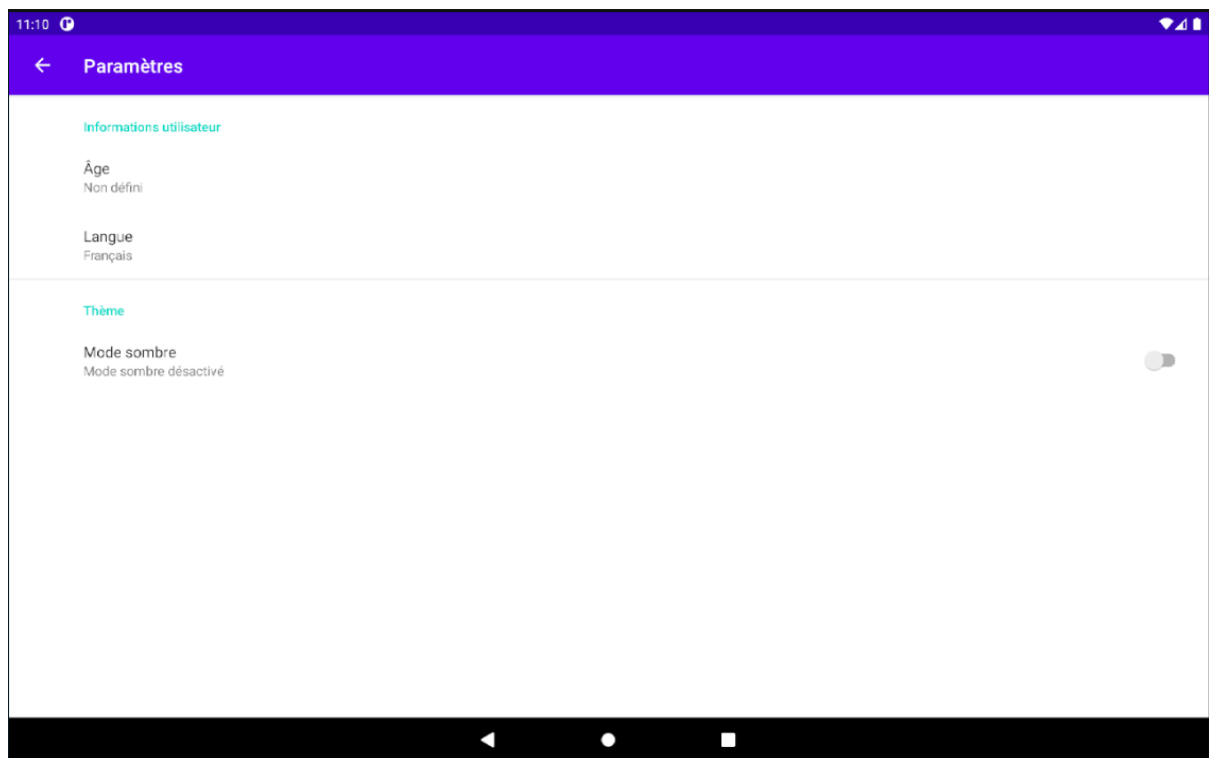 11:10
Paramètres
Informations utilisateur
Âge
Non défini
Langue
Français
Thème
Mode sombre
Mode sombre désactivé